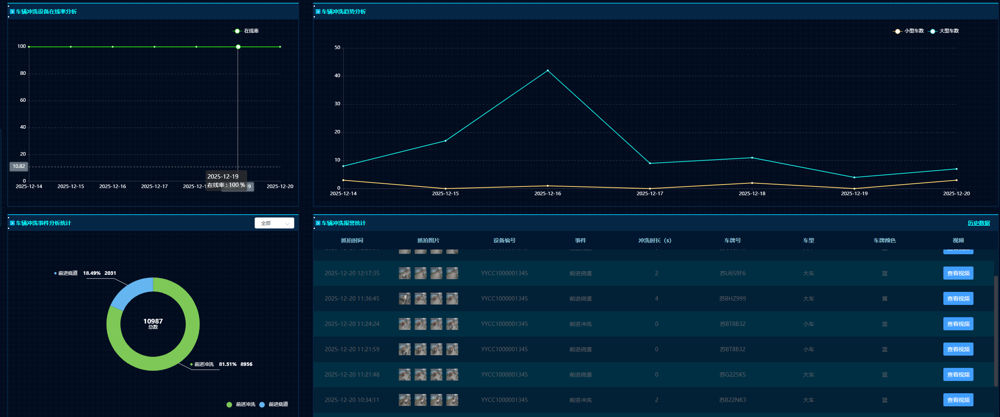 车辆冲洗设备在线率分析
在线率
100
80
60
40
20
10.82
0
2025-12-14 2025-12-15 2025-12-16 2025-12-17 2025-12-20
2025-12-19
在线率 : 100 %
车辆冲洗趋势分析
小型车数 大型车数
50
40
30
20
10
0
2025-12-14 2025-12-15 2025-12-16 2025-12-17 2025-12-18 2025-12-19 2025-12-20
车辆冲洗事件分析统计
全部
前进绕道 18.49% 2031
10987
总数
前进冲洗 81.51% 8956
前进冲洗 前进绕道
车辆冲洗报警统计
历史数据
抓拍时间 抓拍图片 设备编号 事件 冲洗时长（s） 车牌号 车型 车牌颜色 视频
2025-12-20 12:17:35 YYCC1000001345 前进绕道 2 苏U659F6 大车 蓝 查看视频
2025-12-20 11:36:45 YYCC1000001345 前进绕道 4 苏BHZ999 大车 黄 查看视频
2025-12-20 11:24:24 YYCC1000001345 前进冲洗 0 苏BT8B32 小车 蓝 查看视频
2025-12-20 11:21:59 YYCC1000001345 前进绕道 0 苏BT8B32 小车 蓝 查看视频
2025-12-20 11:21:48 YYCC1000001345 前进绕道 0 苏G225K5 大车 蓝 查看视频
2025-12-20 10:34:11 YYCC1000001345 前进冲洗 2 苏B22NK3 大车 蓝 查看视频